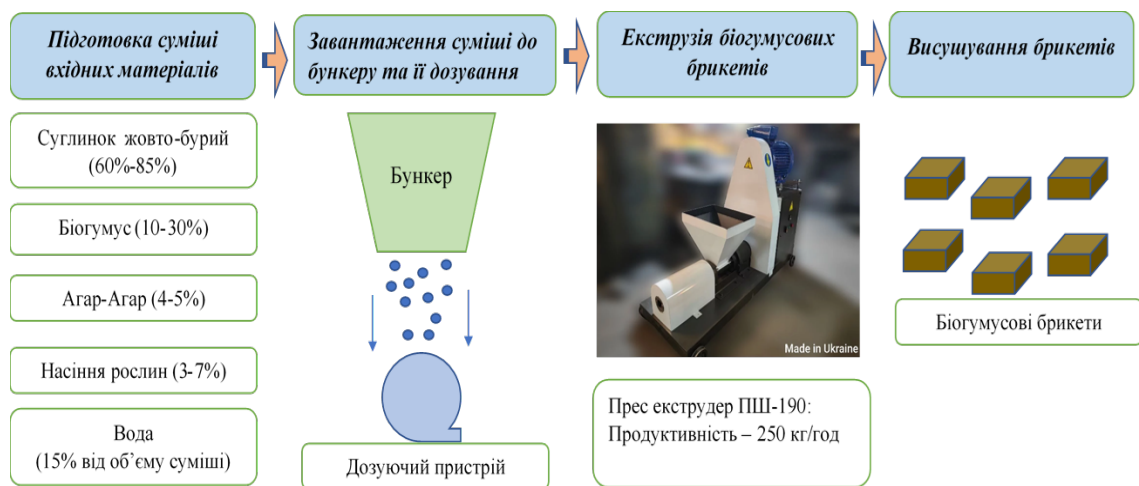 Підготовка суміші
вхідних матеріалів
Завантаження суміші до
бункеру та її дозування
Екструзія біогумусових
брикетів
Висушування брикетів
Суглинок жовто-бурий
(60%-85%)
Біогумус (10-30%)
Агар-Агар (4-5%)
Насіння рослин (3-7%)
Вода
(15% від об’єму суміші)
Бункер
Дозуючий пристрій
Made in Ukraine
Прес екструдер ПШ-190:
Продуктивність – 250 кг/год
Біогумусові брикети